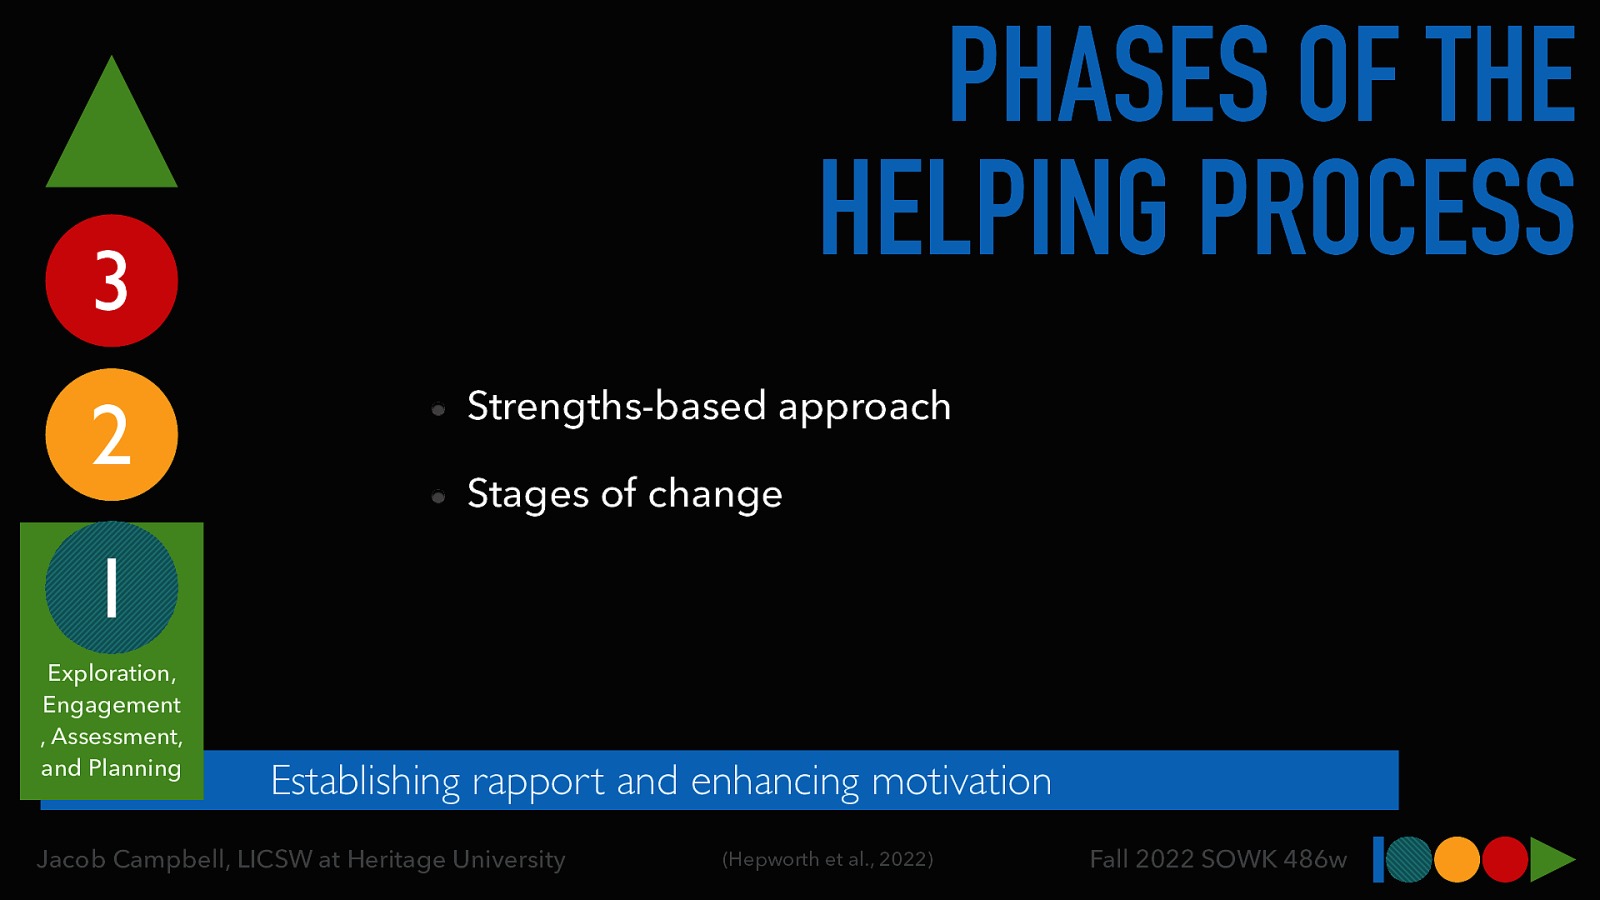 PHASES OF THE
HELPING PROCESS
3
2
1
Exploration,
Engagement
, Assessment,
and Planning
Strengths-based approach
Stages of change
Establishing rapport and enhancing motivation
Jacob Campbell, LICSW at Heritage University
(Hepworth et al., 2022)
Fall 2022 SOWK 486w